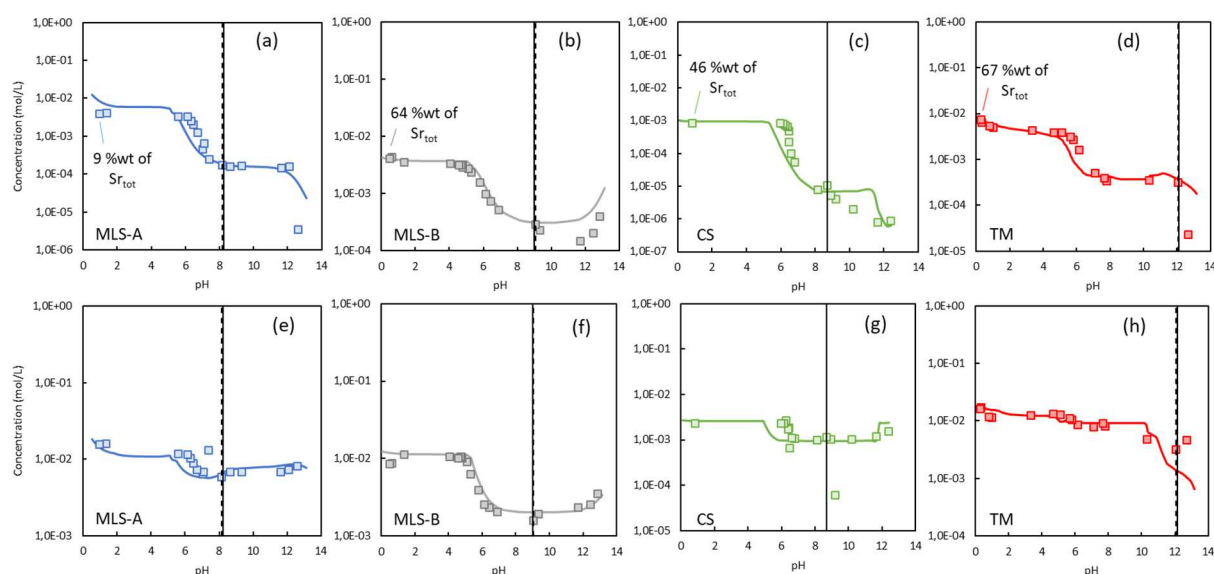 (a)
(b)
(c)
(d)
1,0E+00
1,0E-01
1,0E-02
1,0E-03
1,0E-04
1,0E-05
1,0E-06
Concentration (mol/L)
9 %wt of
Sr_tot
MLS-A
0 2 4 6 8 10 12 14
pH
1,0E+00
1,0E-01
1,0E-02
1,0E-03
1,0E-04
64 %wt of
Sr_tot
MLS-B
0 2 4 6 8 10 12 14
pH
1,0E+00
1,0E-01
1,0E-02
1,0E-03
1,0E-04
1,0E-05
1,0E-06
1,0E-07
46 %wt of
Sr_tot
CS
0 2 4 6 8 10 12 14
pH
1,0E+00
1,0E-01
1,0E-02
1,0E-03
1,0E-04
1,0E-05
67 %wt of
Sr_tot
TM
0 2 4 6 8 10 12 14
pH
(e)
(f)
(g)
(h)
1,0E+00
1,0E-01
1,0E-02
1,0E-03
Concentration (mol/L)
MLS-A
0 2 4 6 8 10 12 14
pH
1,0E+00
1,0E-01
1,0E-02
1,0E-03
MLS-B
0 2 4 6 8 10 12 14
pH
1,0E+00
1,0E-01
1,0E-02
1,0E-03
1,0E-04
1,0E-05
CS
0 2 4 6 8 10 12 14
pH
1,0E+00
1,0E-01
1,0E-02
1,0E-03
1,0E-04
TM
0 2 4 6 8 10 12 14
pH